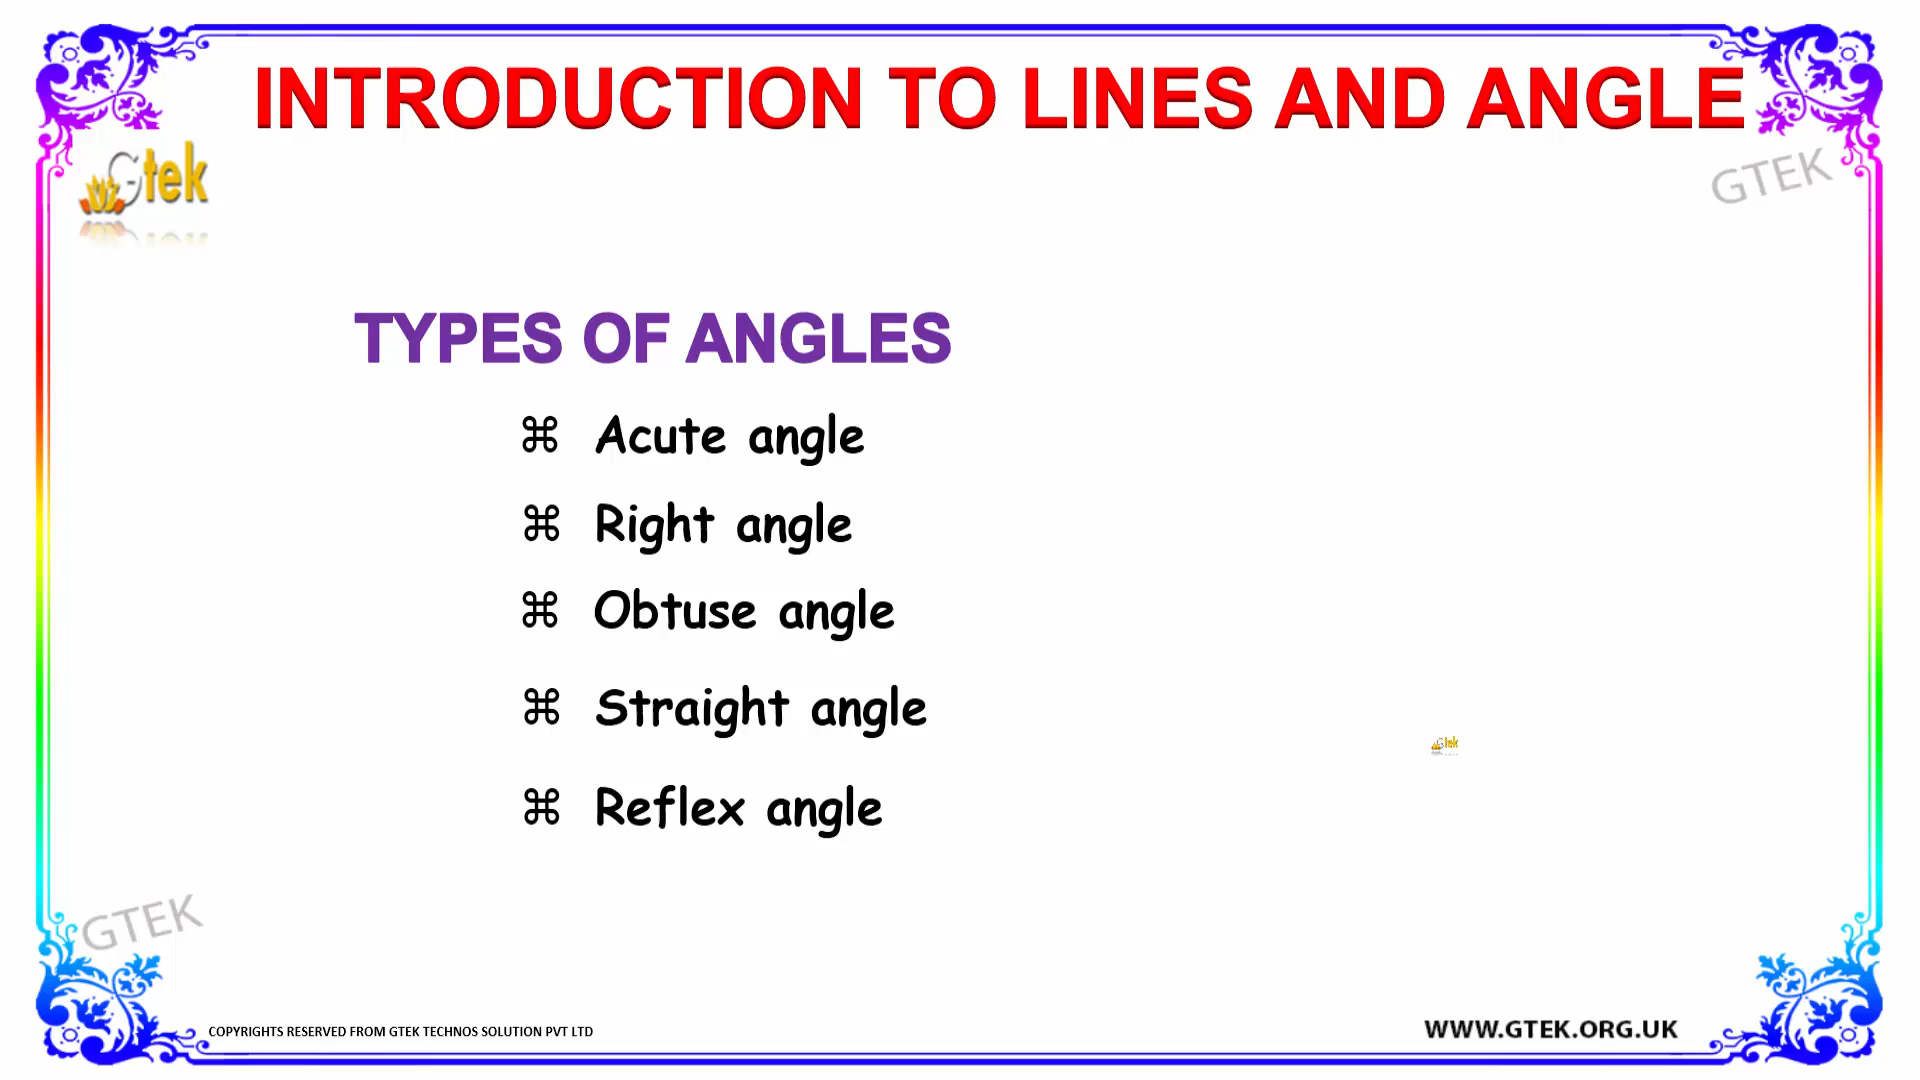 INTRODUCTION TO LINES AND ANGLE
Gtek
GTEK
TYPES OF ANGLES
⌘ Acute angle
⌘ Right angle
⌘ Obtuse angle
⌘ Straight angle
Gtek
⌘ Reflex angle
GTEK
COPYRIGHTS RESERVED FROM GTEK TECHNOS SOLUTION PVT LTD
WWW.GTEK.ORG.UK